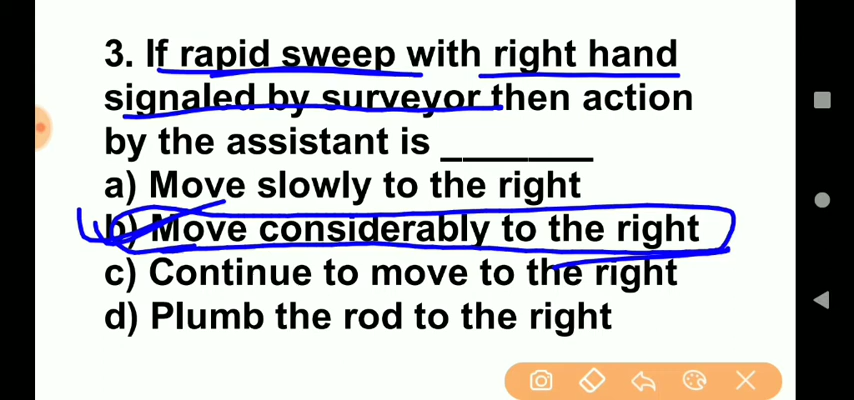 3. If rapid sweep with right hand
signaled by surveyor then action
by the assistant is _______
a) Move slowly to the right
b) Move considerably to the right
c) Continue to move to the right
d) Plumb the rod to the right